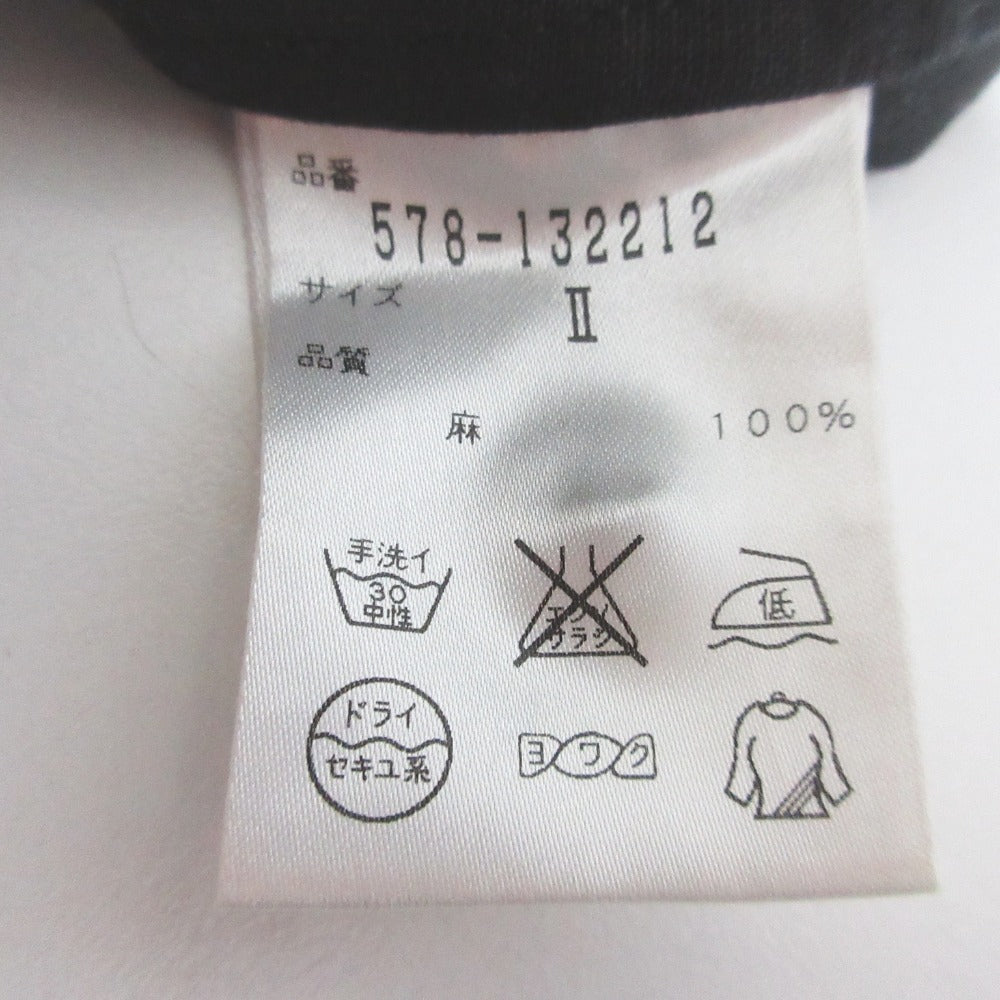 品番
578-132212
サイズ II
品質
麻 100%
手洗イ
30
中性
エンソ
サラシ
低
ドライ
セキユ系
ヨワク